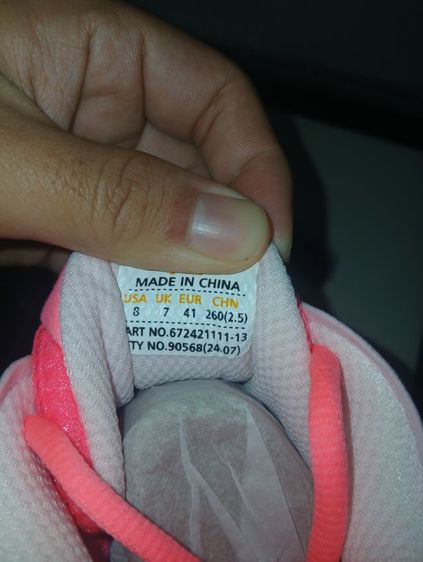 MADE IN CHINA
USA UK EUR CHN
8 7 41 260(2.5)
ART NO.672421111-13
TY NO.90568(24.07)